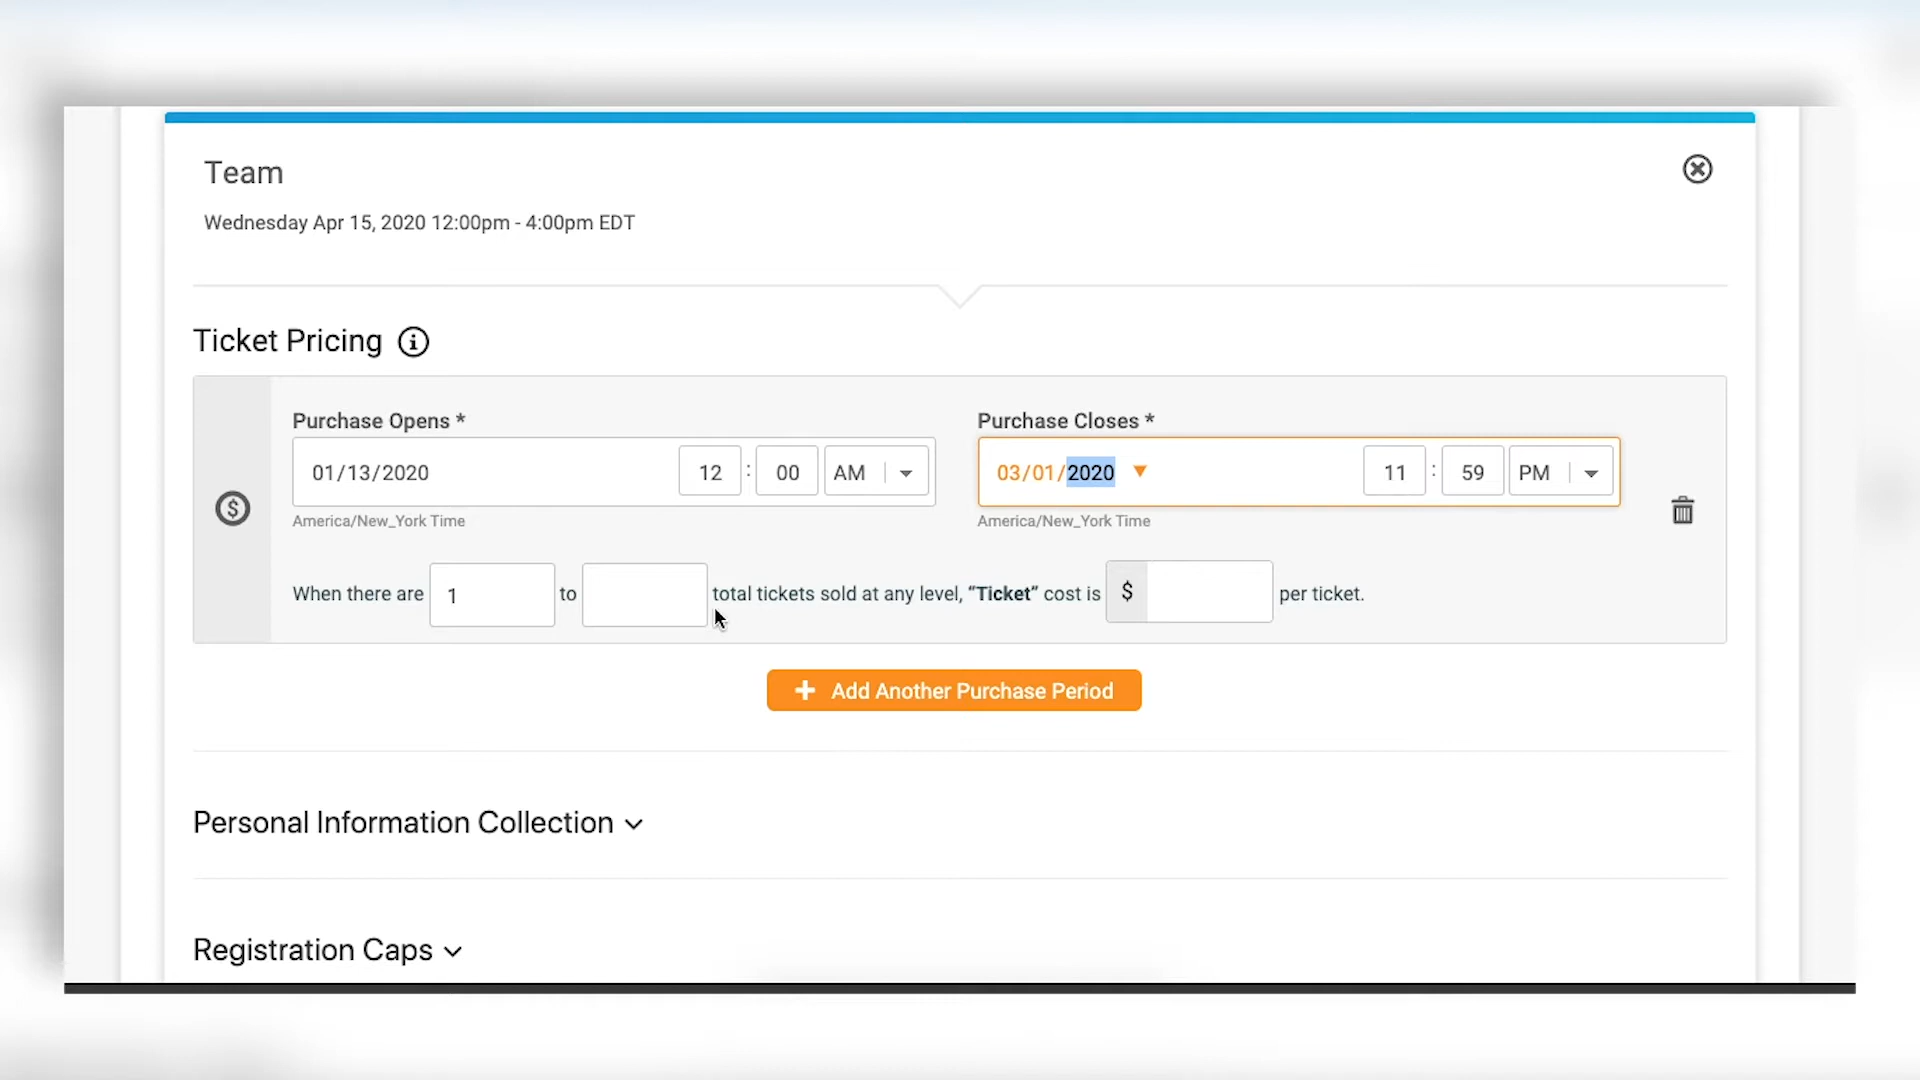 Team
Wednesday Apr 15, 2020 12:00pm - 4:00pm EDT
Ticket Pricing
Purchase Opens * Purchase Closes *
01/13/2020 12 : 00 AM 03/01/2020 11 : 59 PM
America/New_York Time America/New_York Time
When there are 1 to total tickets sold at any level, “Ticket” cost is $ per ticket.
+ Add Another Purchase Period
Personal Information Collection
Registration Caps